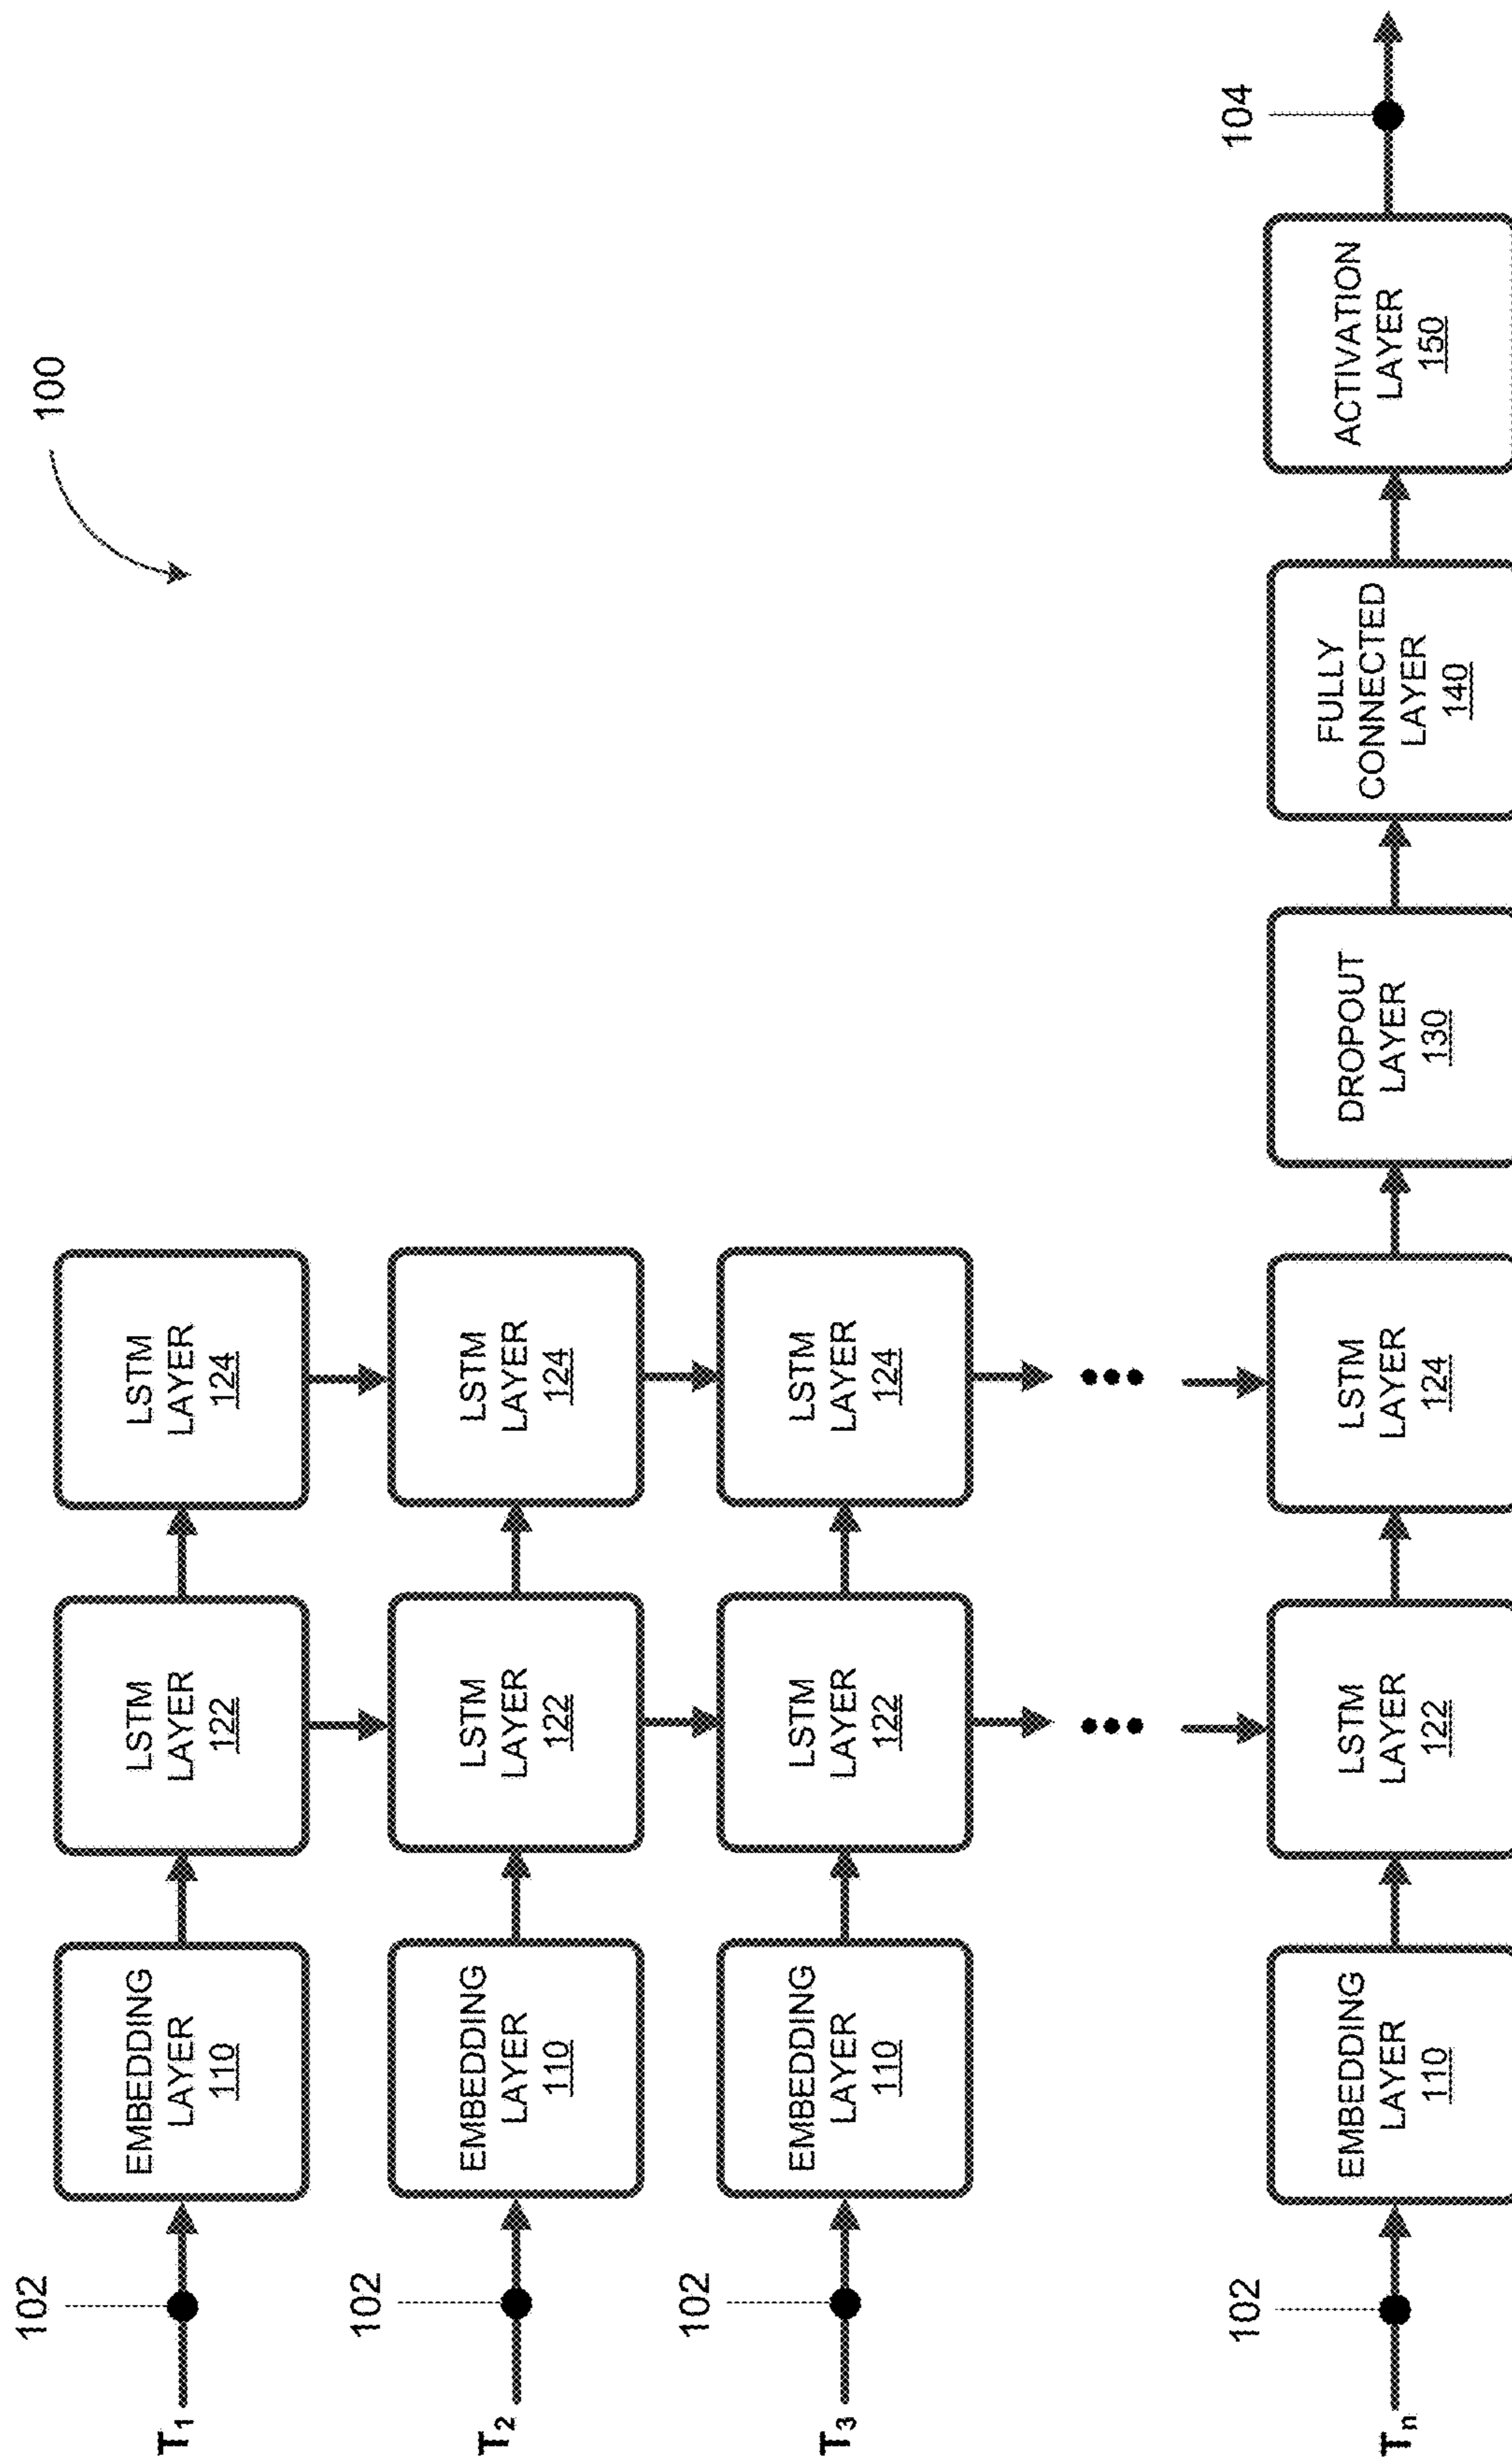 100
102
T1
EMBEDDING
LAYER
110
LSTM
LAYER
122
LSTM
LAYER
124
102
T2
EMBEDDING
LAYER
110
LSTM
LAYER
122
LSTM
LAYER
124
102
T3
EMBEDDING
LAYER
110
LSTM
LAYER
122
LSTM
LAYER
124
102
Tn
EMBEDDING
LAYER
110
LSTM
LAYER
122
LSTM
LAYER
124
DROPOUT
LAYER
130
FULLY
CONNECTED
LAYER
140
ACTIVATION
LAYER
150
104